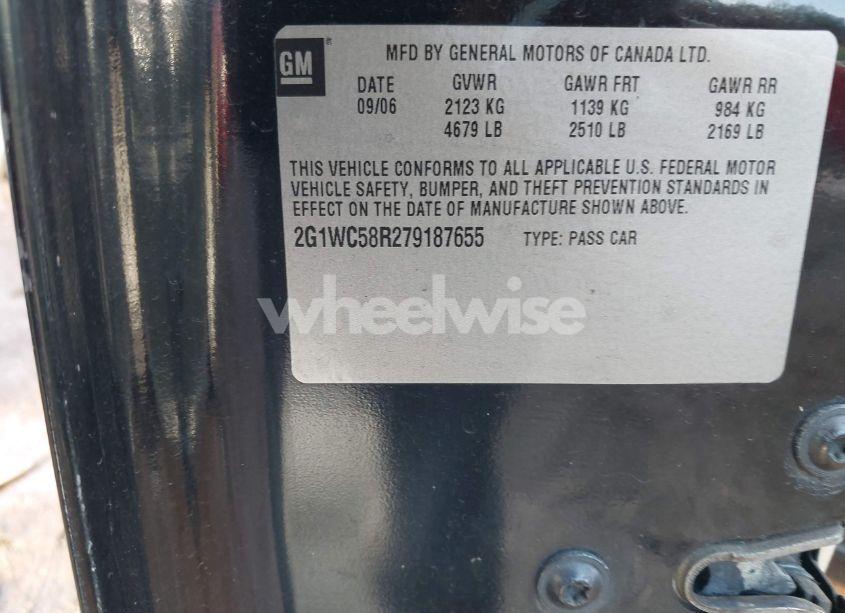 GM
MFD BY GENERAL MOTORS OF CANADA LTD.
DATE GVWR GAWR FRT GAWR RR
09/06 2123 KG 1139 KG 984 KG
4679 LB 2510 LB 2169 LB
THIS VEHICLE CONFORMS TO ALL APPLICABLE U.S. FEDERAL MOTOR
VEHICLE SAFETY, BUMPER, AND THEFT PREVENTION STANDARDS IN
EFFECT ON THE DATE OF MANUFACTURE SHOWN ABOVE.
2G1WC58R279187655 TYPE: PASS CAR
wheelwise